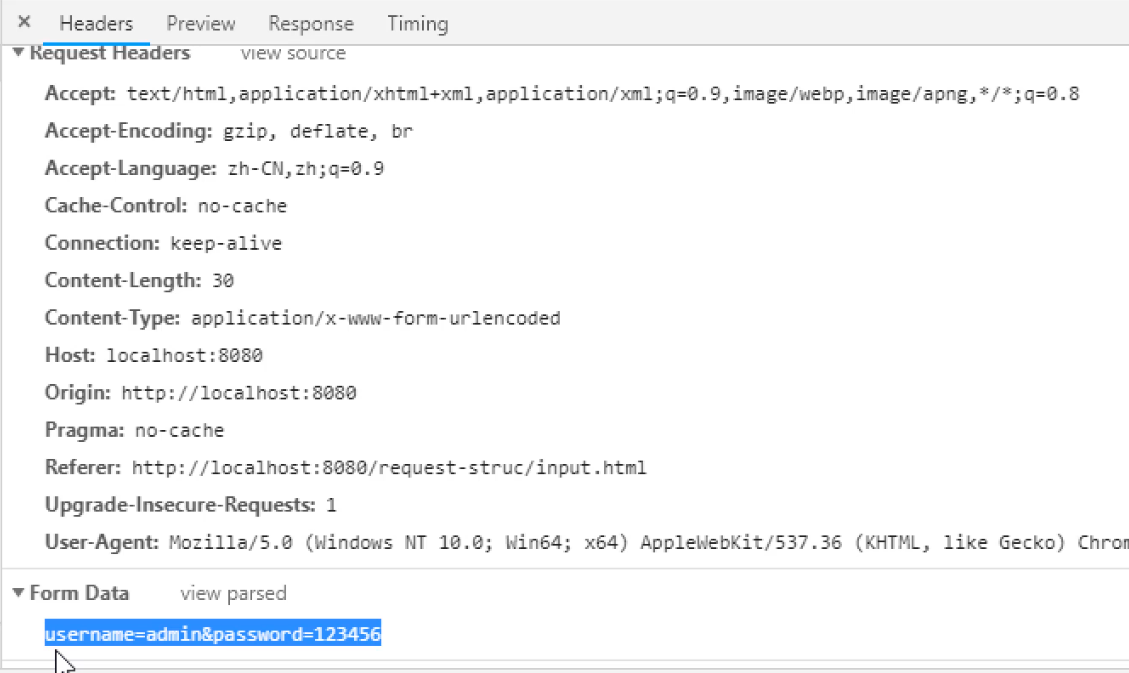 × Headers Preview Response Timing
▼ Request Headers view source
Accept: text/html,application/xhtml+xml,application/xml;q=0.9,image/webp,image/apng,*/*;q=0.8
Accept-Encoding: gzip, deflate, br
Accept-Language: zh-CN,zh;q=0.9
Cache-Control: no-cache
Connection: keep-alive
Content-Length: 30
Content-Type: application/x-www-form-urlencoded
Host: localhost:8080
Origin: http://localhost:8080
Pragma: no-cache
Referer: http://localhost:8080/request-struc/input.html
Upgrade-Insecure-Requests: 1
User-Agent: Mozilla/5.0 (Windows NT 10.0; Win64; x64) AppleWebKit/537.36 (KHTML, like Gecko) Chrom
▼ Form Data view parsed
username=admin&password=123456